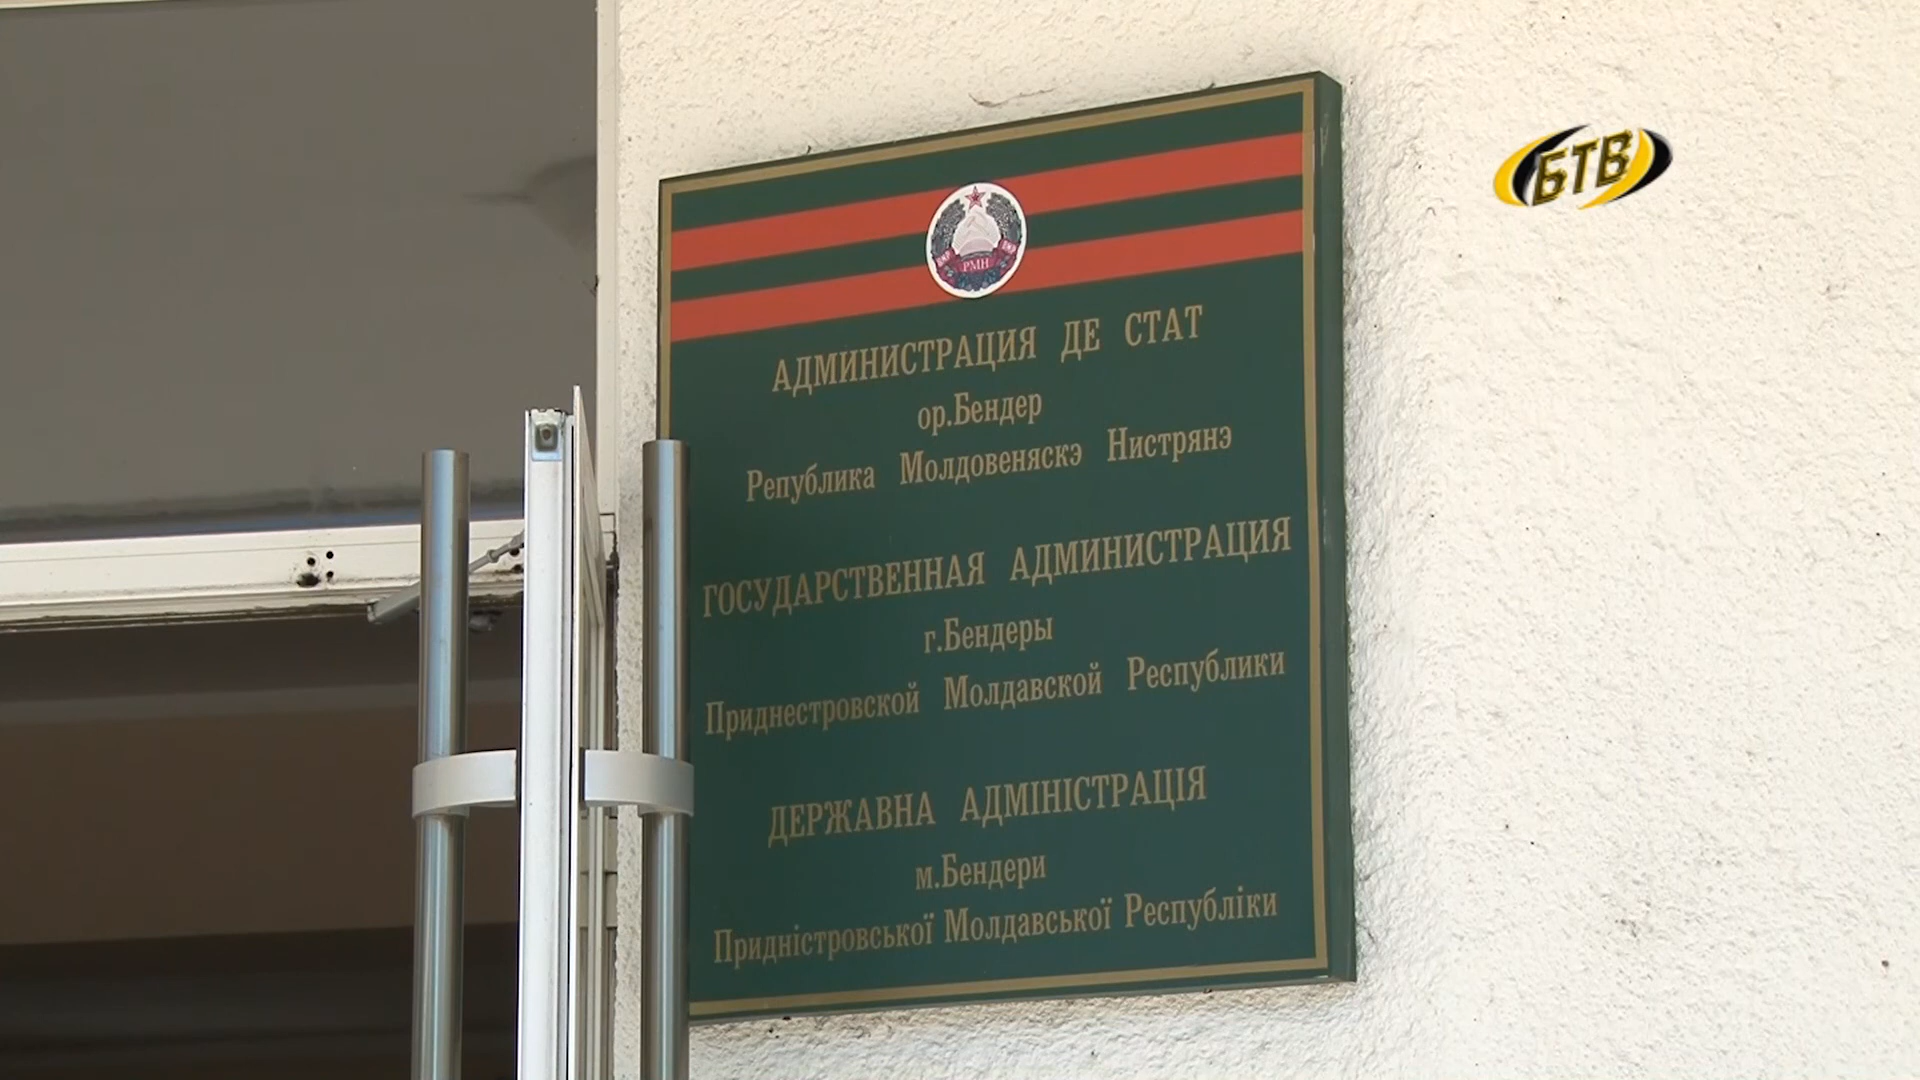 БТВ
РМН
АДМИНИСТРАЦИЯ ДЕ СТАТ
ор.Бендер
Република Молдовеняскэ Нистрянэ
ГОСУДАРСТВЕННАЯ АДМИНИСТРАЦИЯ
г.Бендеры
Приднестровской Молдавской Республики
ДЕРЖАВНА АДМІНІСТРАЦІЯ
м.Бендери
Придністровської Молдавської Республіки